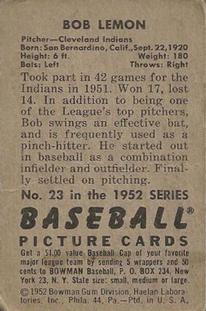 BOB LEMON
Pitcher—Cleveland Indians
Born: San Bernardino, Calif., Sept. 22, 1920
Height: 6 ft. Weight: 180
Bats: Left Throws: Right
Took part in 42 games for the
Indians in 1951. Won 17, lost
14. In addition to being one
of the League's top pitchers,
Bob swings an effective bat,
and is frequently used as a
pinch-hitter. He started out
in baseball as a combination
infielder and outfielder. Final-
ly settled on pitching.
No. 23 in the 1952 SERIES
BASEBALL
PICTURE CARDS
Get a $1.00 value Baseball Cap of your favorite
major league team by sending 5 wrappers and 50
cents to BOWMAN Baseball, P. O. BOX 234, New
York 23, N. Y. State size, small, medium, or large.
© 1952 Bowman Gum Division, Haelan Labora-
tories, Inc., Phila. 44, Pa.—Ptd. in U. S. A.